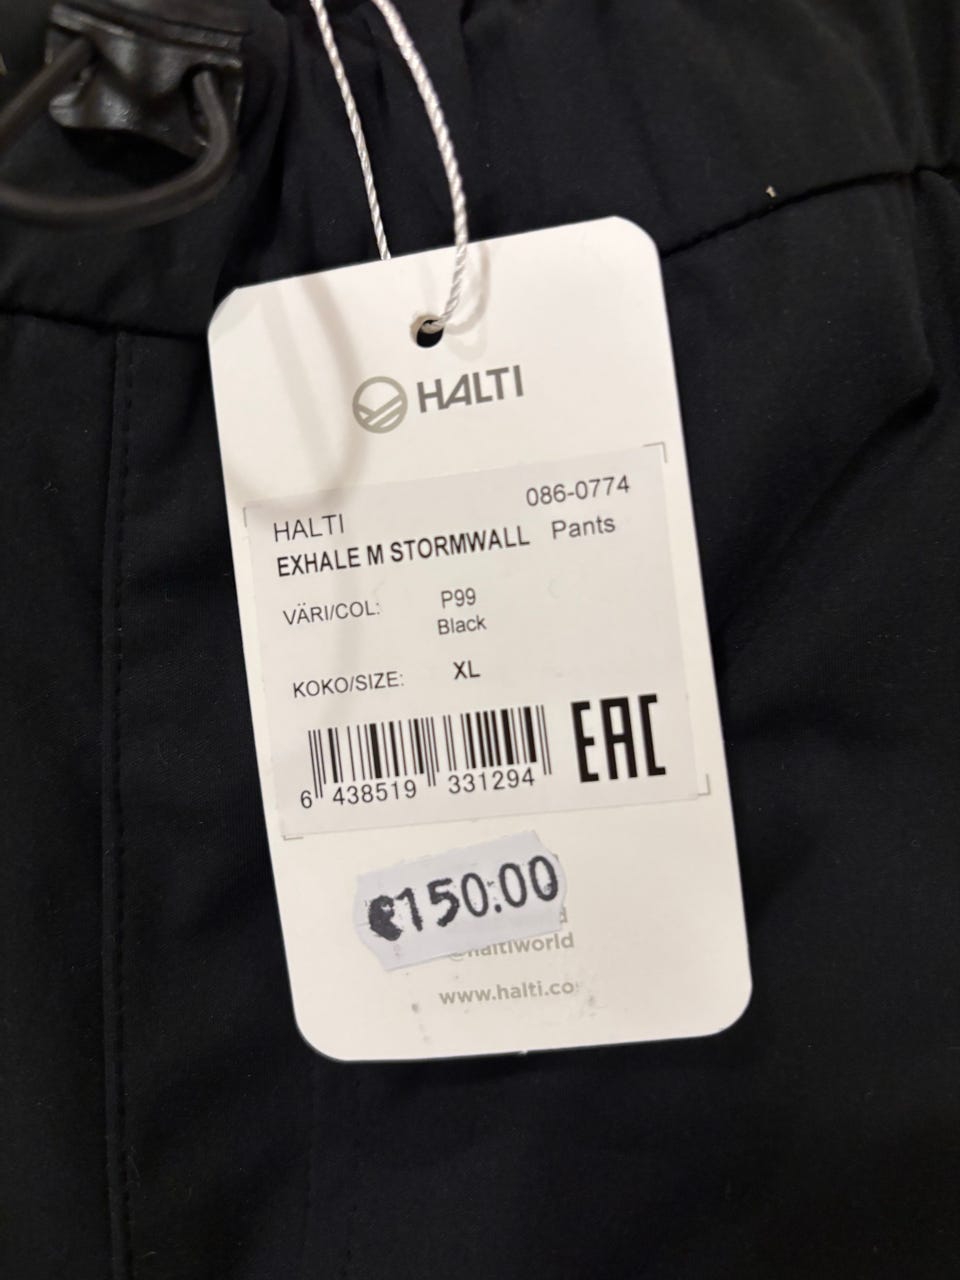 HALTI
086-0774
HALTI
EXHALE M STORMWALL Pants
VÄRI/COL: P99
Black
KOKO/SIZE: XL
EAC
6 438519 331294
€150.00
@haltiworld
www.halti.co